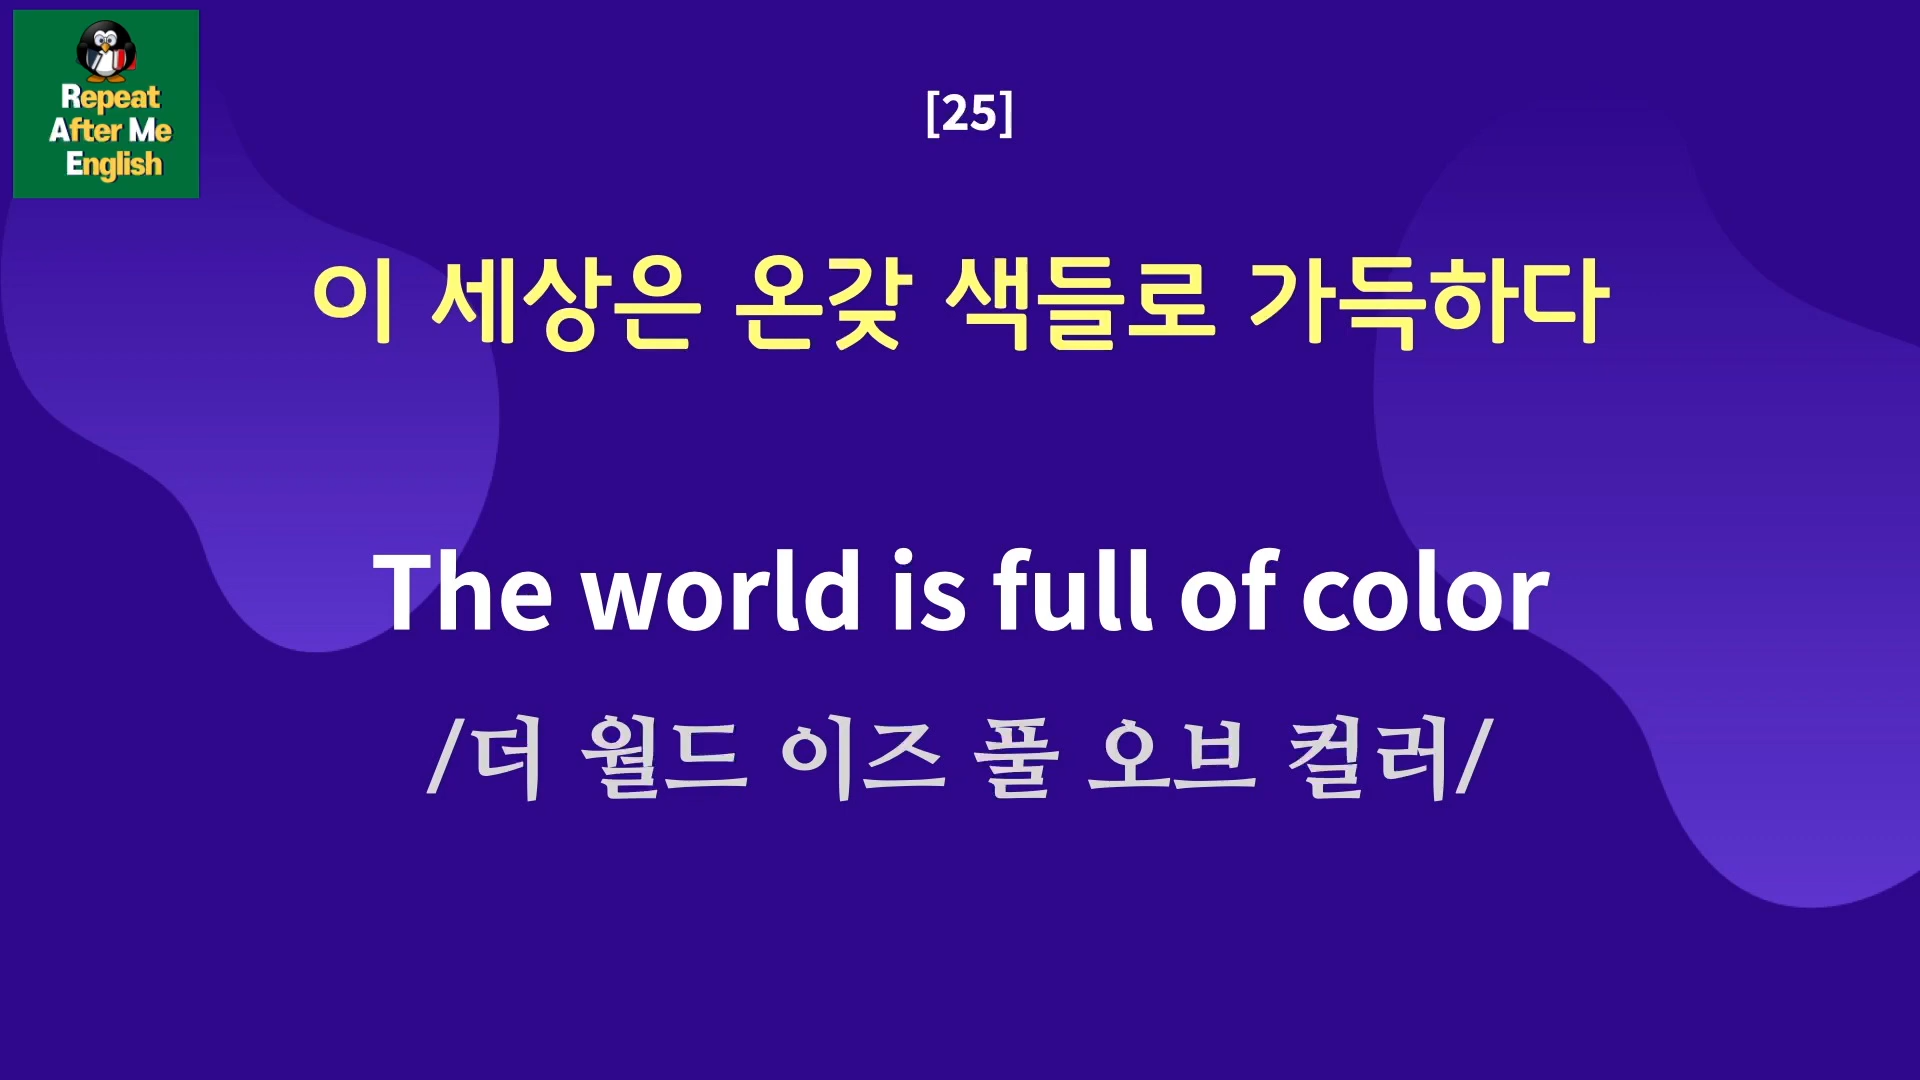 Repeat
After Me
English
[25]
이 세상은 온갖 색들로 가득하다
The world is full of color
/더 월드 이즈 풀 오브 컬러/